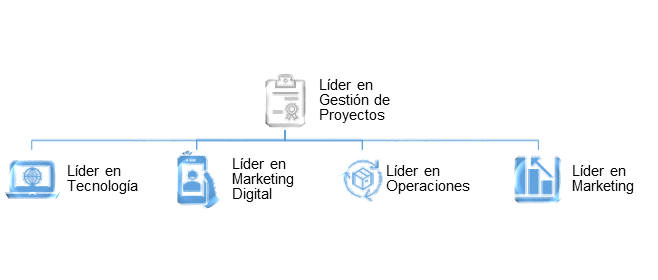 Líder en
Gestión de
Proyectos
Líder en
Tecnología
Líder en
Marketing
Digital
Líder en
Operaciones
Líder en
Marketing